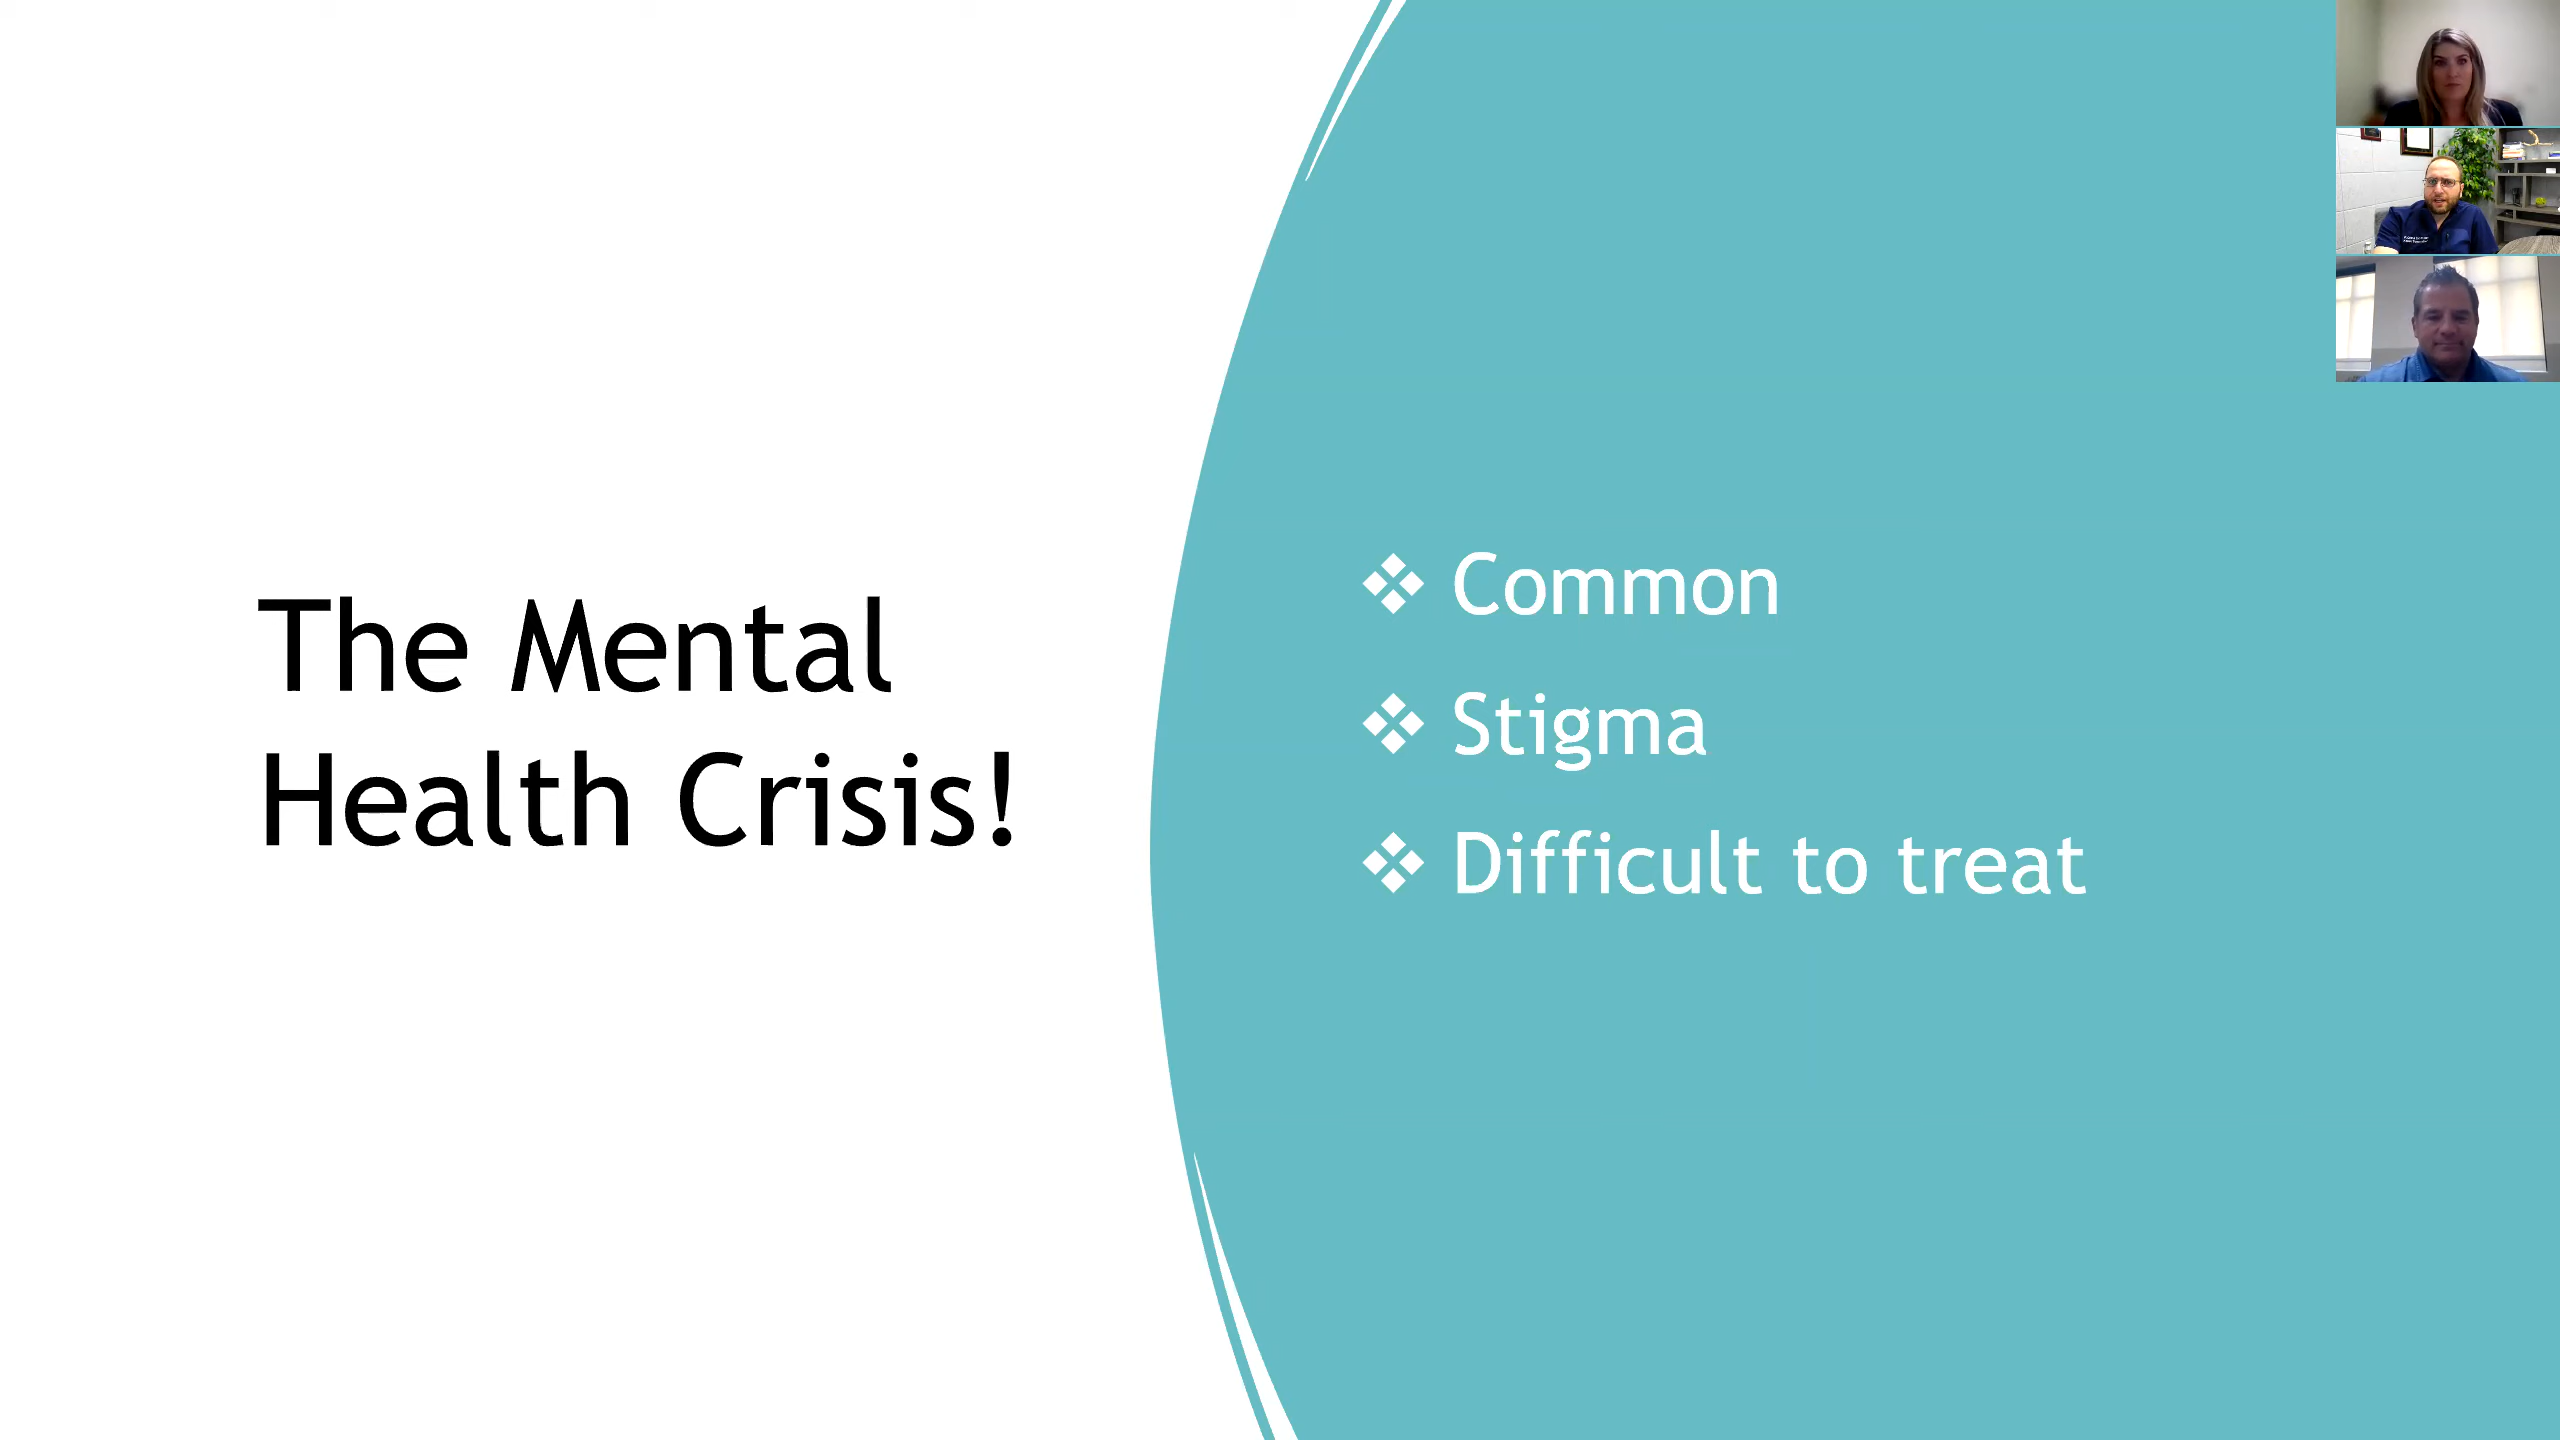 The Mental
Health Crisis!
❖ Common
❖ Stigma
❖ Difficult to treat